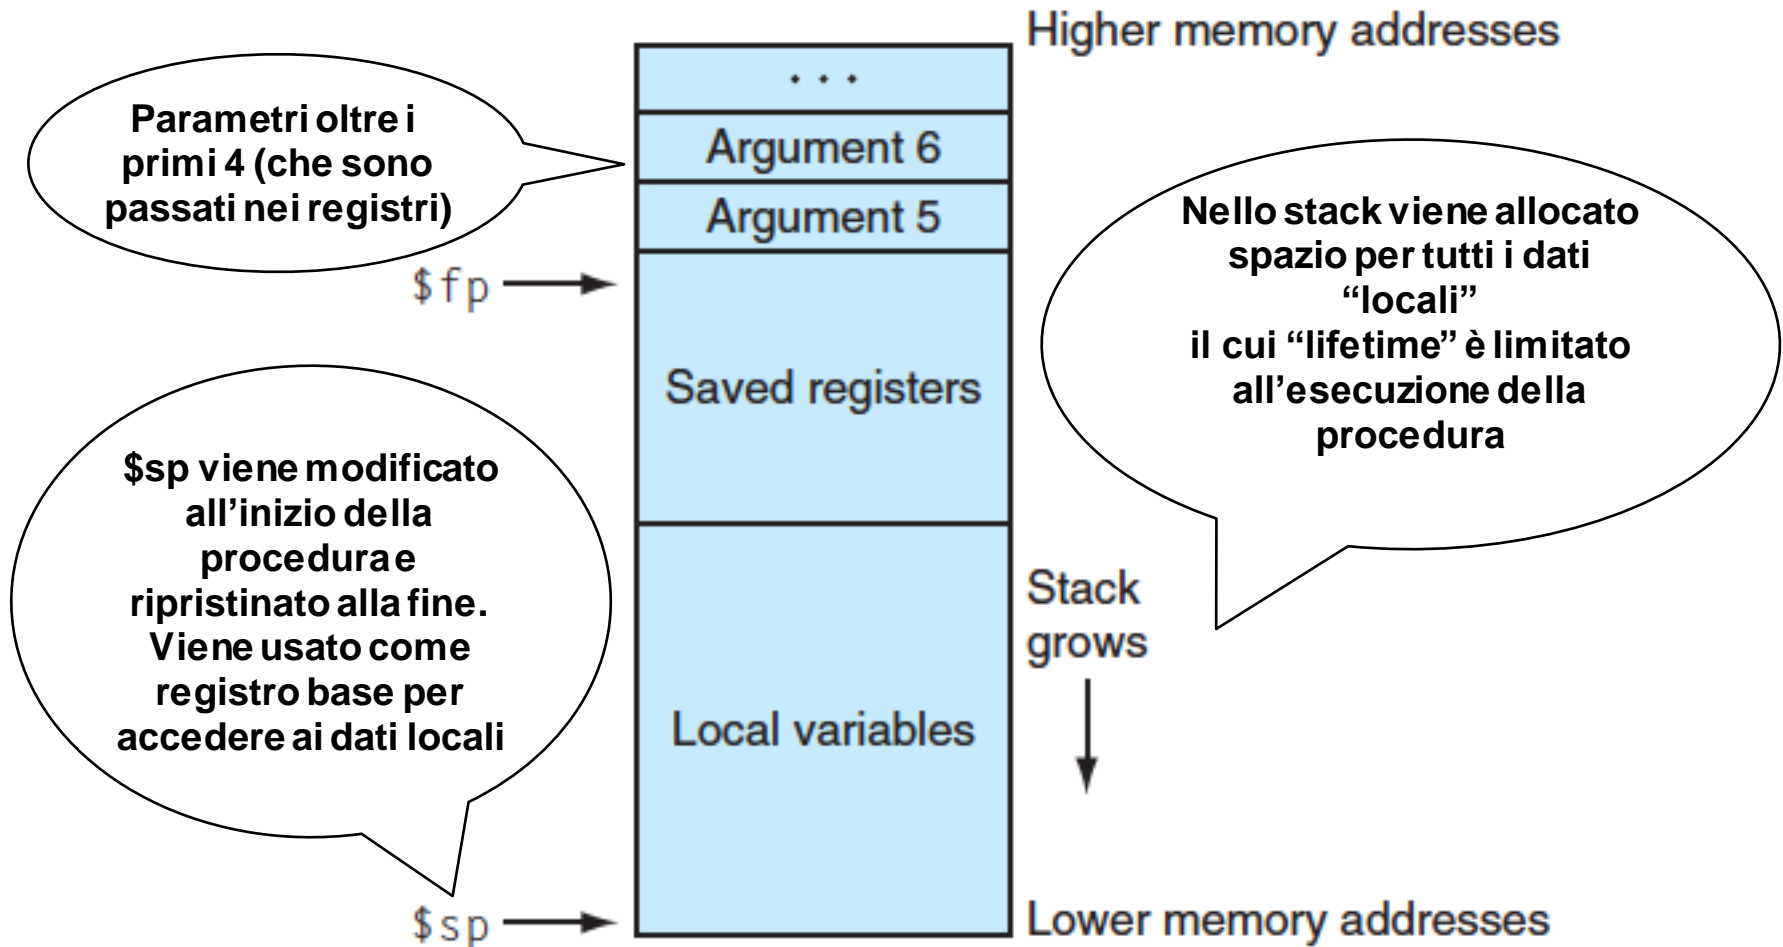 Higher memory addresses
. . .
Parametri oltre i
primi 4 (che sono
passati nei registri)
Argument 6
Argument 5
$fp
Nello stack viene allocato
spazio per tutti i dati
“locali”
il cui “lifetime” è limitato
all’esecuzione della
procedura
Saved registers
$sp viene modificato
all’inizio della
procedura e
ripristinato alla fine.
Viene usato come
registro base per
accedere ai dati locali
Stack
grows
Local variables
$sp
Lower memory addresses